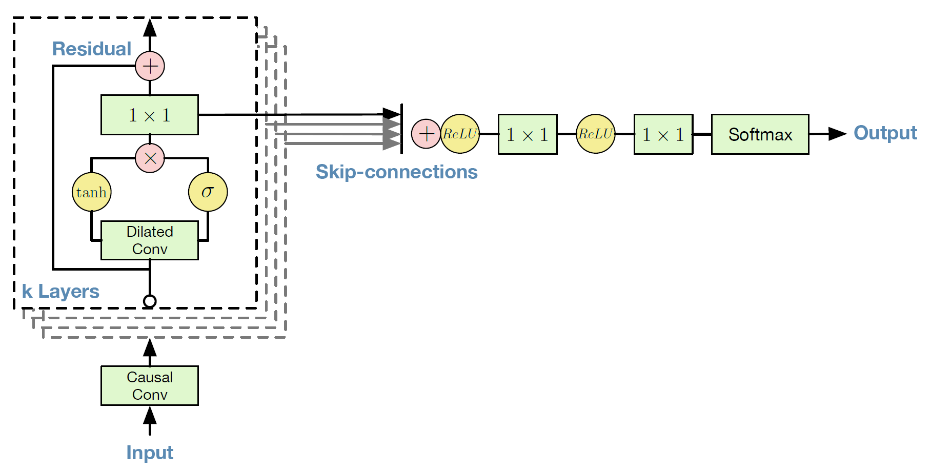 Residual
+
1 × 1
×
tanh
σ
Dilated
Conv
k Layers
Causal
Conv
Input
Skip-connections
+
ReLU
1 × 1
ReLU
1 × 1
Softmax
Output